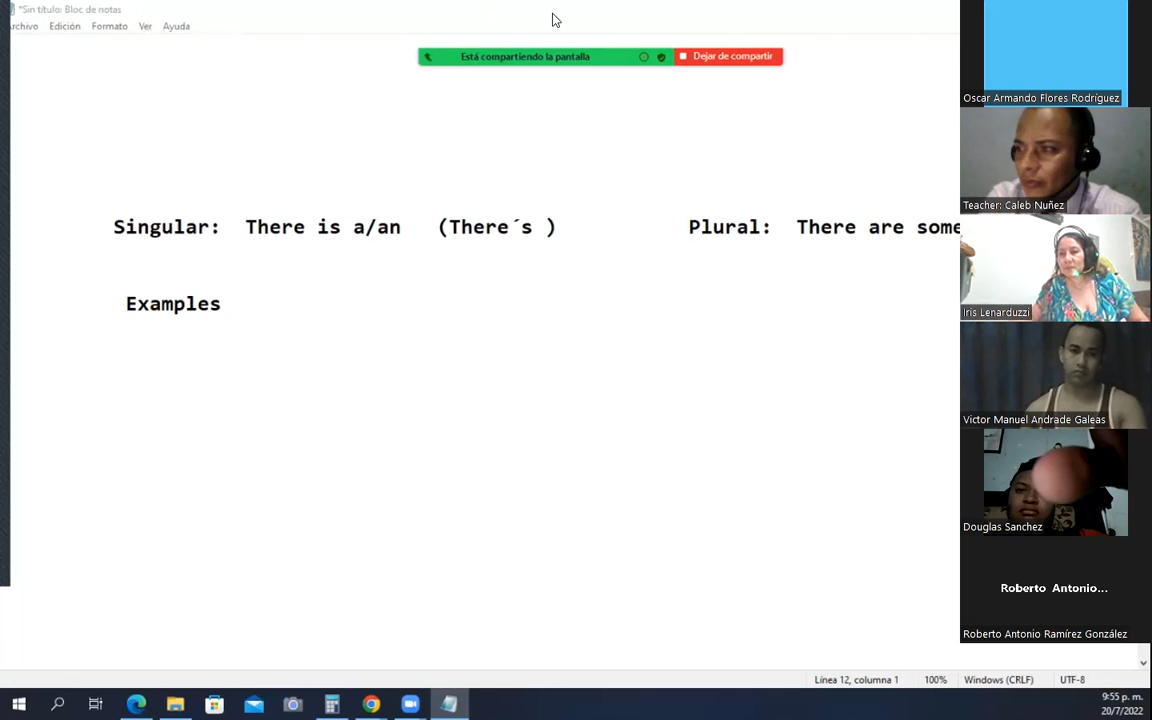 *Sin título: Bloc de notas
rchivo Edición Formato Ver Ayuda
Está compartiendo la pantalla Dejar de compartir
Oscar Armando Flores Rodríguez
Teacher: Caleb Nuñez
Singular: There is a/an (There´s ) Plural: There are some
Examples
Iris Lenarduzzi
Victor Manuel Andrade Galeas
Douglas Sanchez
Roberto Antonio...
Roberto Antonio Ramírez González
Línea 12, columna 1 100% Windows (CRLF) UTF-8
9:55 p. m.
20/7/2022